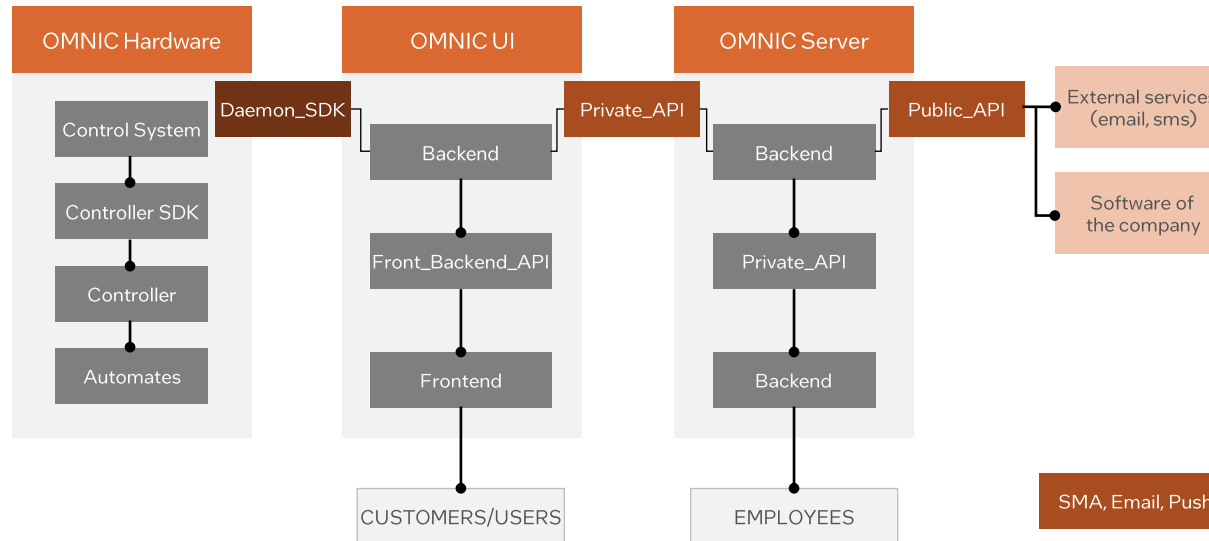 OMNIC Hardware
OMNIC UI
OMNIC Server
Daemon_SDK
Private_API
Public_API
External services
(email, sms)
Control System
Backend
Backend
Controller SDK
Software of
the company
Front_Backend_API
Private_API
Controller
Automates
Frontend
Backend
CUSTOMERS/USERS
EMPLOYEES
SMA, Email, Push